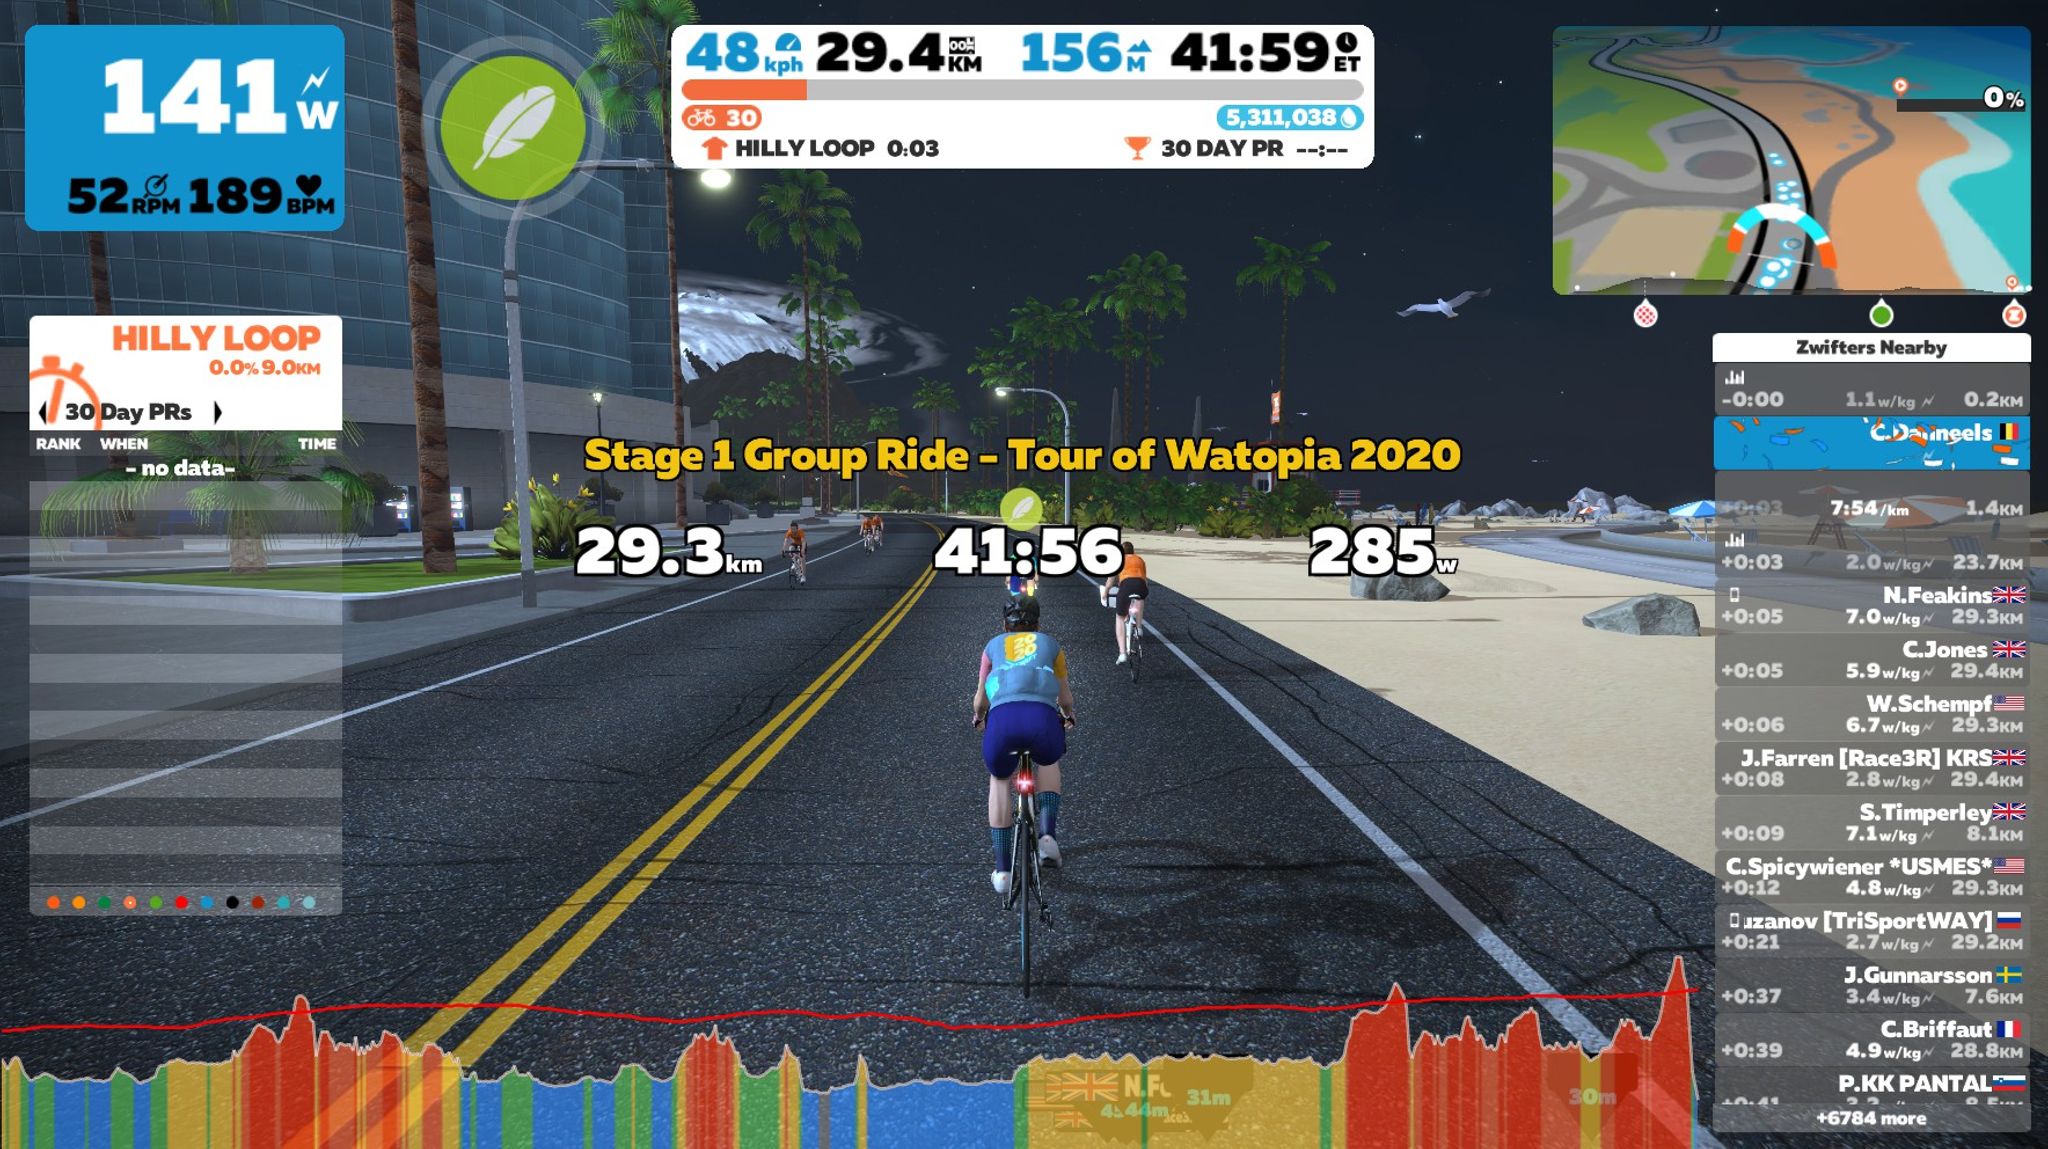 141 W
52 RPM 189 BPM
48 kph 29.4 KM 156 M 41:59 ET
30
5,311,038
HILLY LOOP 0:03
30 DAY PR --:--
0%
HILLY LOOP
0.0% 9.0KM
30 Day PRs
RANK WHEN TIME
- no data-
Stage 1 Group Ride - Tour of Watopia 2020
29.3km 41:56 285w
20
20
Zwifters Nearby
-0:00 1.1w/kg 0.2KM
C.Dauneels
+0:03 7:54/km 1.4KM
+0:03 2.0w/kg 23.7KM
N.Feakins
+0:05 7.0w/kg 29.3KM
C.Jones
+0:05 5.9w/kg 29.4KM
W.Schempf
+0:06 6.7w/kg 29.3KM
J.Farren [Race3R] KRS
+0:08 2.8w/kg 29.4KM
S.Timperley
+0:09 7.1w/kg 8.1KM
C.Spicywiener *USMES*
+0:12 4.8w/kg 29.3KM
uzanov [TriSportWAY]
+0:21 2.7w/kg 29.2KM
J.Gunnarsson
+0:37 3.4w/kg 7.6KM
C.Briffaut
+0:39 4.9w/kg 28.8KM
P.KK PANTAL
+6784 more
31m
44m
30m